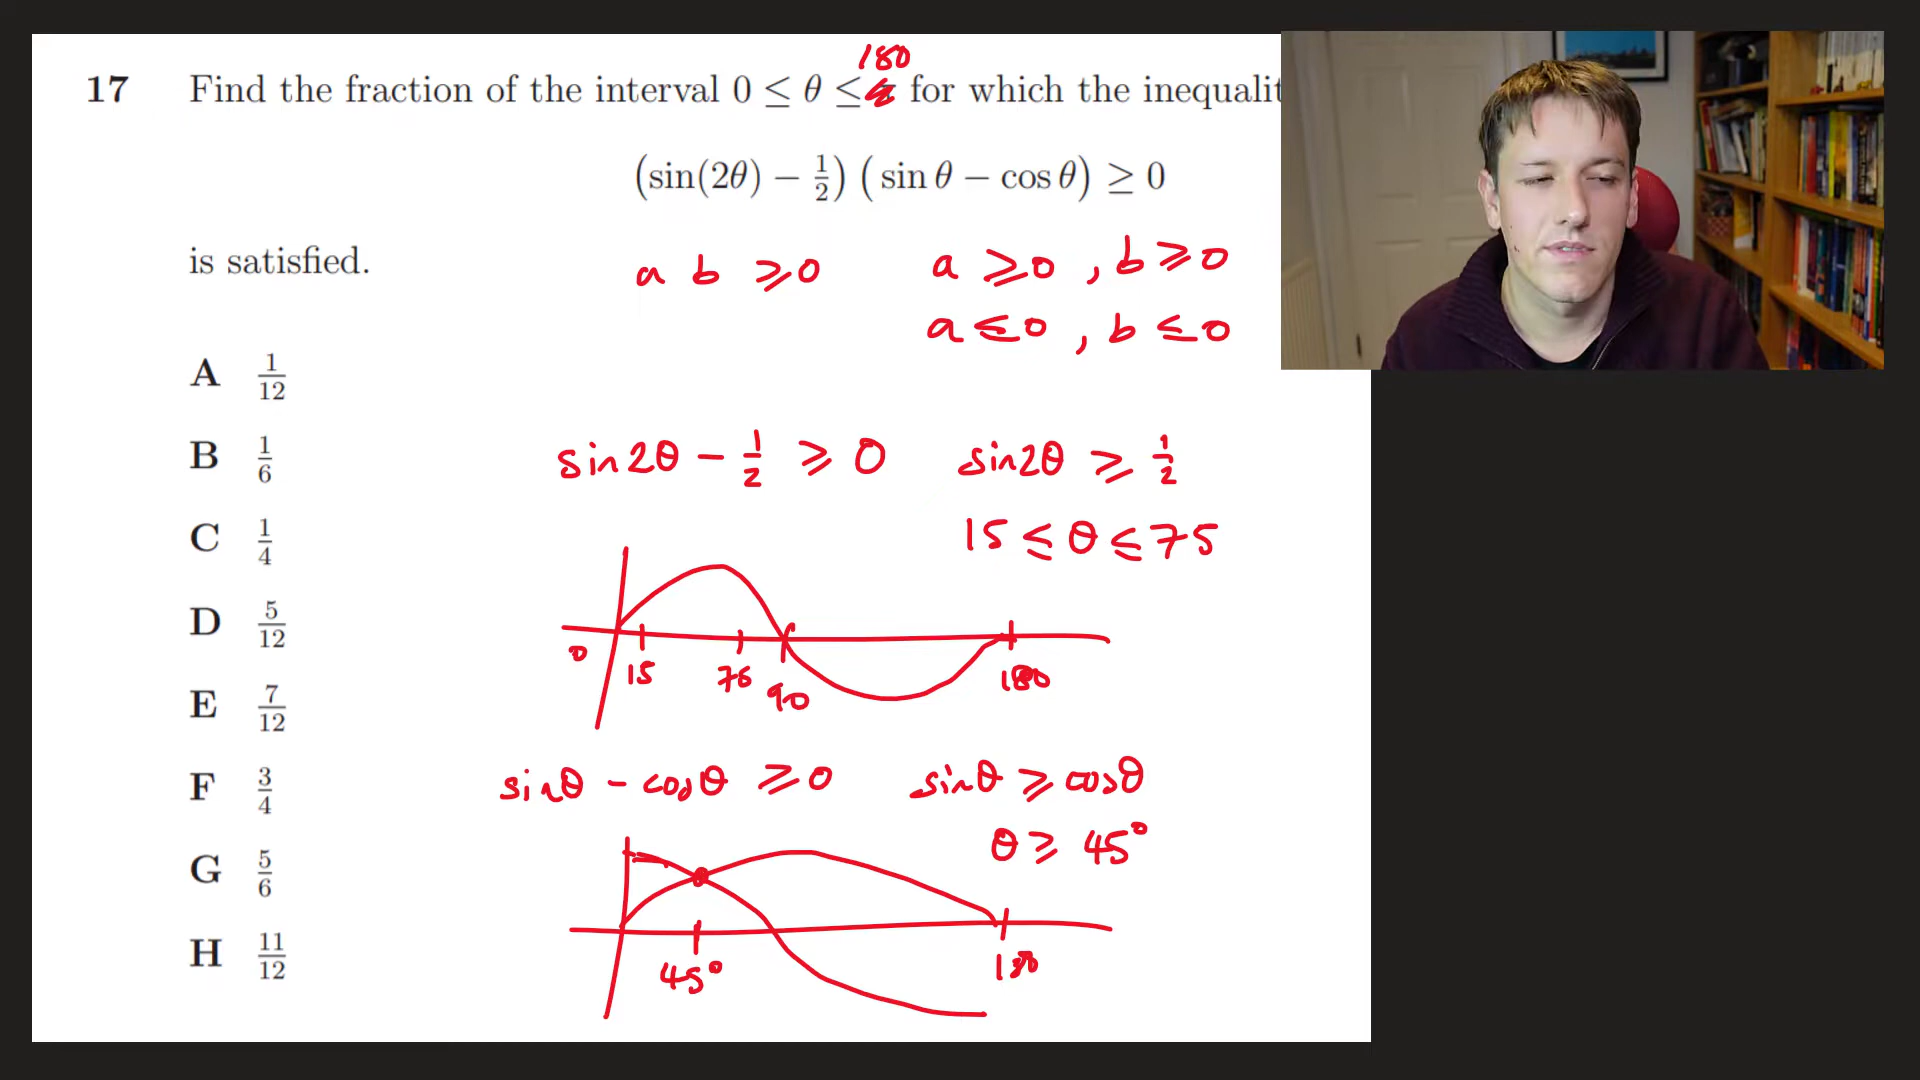 180
17 Find the fraction of the interval 0 ≤ θ ≤ for which the inequalit
(sin(2θ) − 1/2) (sin θ − cos θ) ≥ 0
is satisfied.
a b ≥ 0 a ≥ 0 , b ≥ 0
a ≤ 0 , b ≤ 0
A 1/12
B 1/6
C 1/4
D 5/12
E 7/12
F 3/4
G 5/6
H 11/12
sin2θ − 1/2 ≥ 0 sin2θ ≥ 1/2
15 ≤ θ ≤ 75
0 15 75 90 180
sinθ − cosθ ≥ 0 sinθ ≥ cosθ
θ ≥ 45°
45° 180